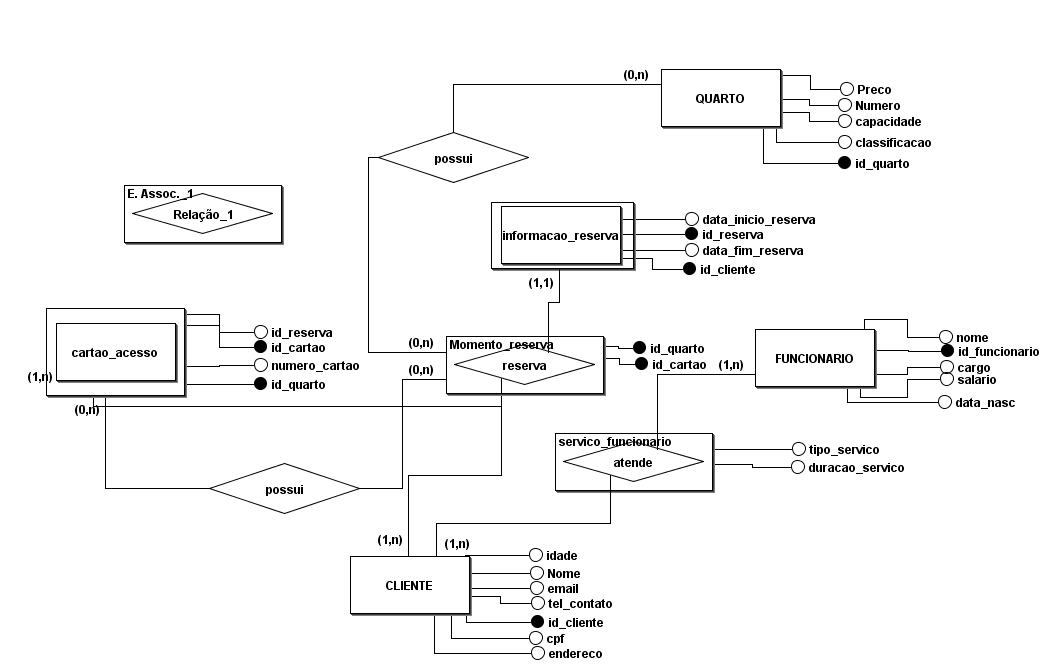 (0,n)
QUARTO
Preco
Numero
capacidade
classificacao
id_quarto
possui
E. Assoc._1
Relação_1
informacao_reserva
data_inicio_reserva
id_reserva
data_fim_reserva
id_cliente
(1,1)
cartao_acesso
id_reserva
id_cartao
numero_cartao
id_quarto
(1,n)
(0,n)
(0,n)
(0,n)
Momento_reserva
reserva
id_quarto
id_cartao
(1,n)
FUNCIONARIO
nome
id_funcionario
cargo
salario
data_nasc
servico_funcionario
atende
tipo_servico
duracao_servico
possui
(1,n)
(1,n)
CLIENTE
idade
Nome
email
tel_contato
id_cliente
cpf
endereco